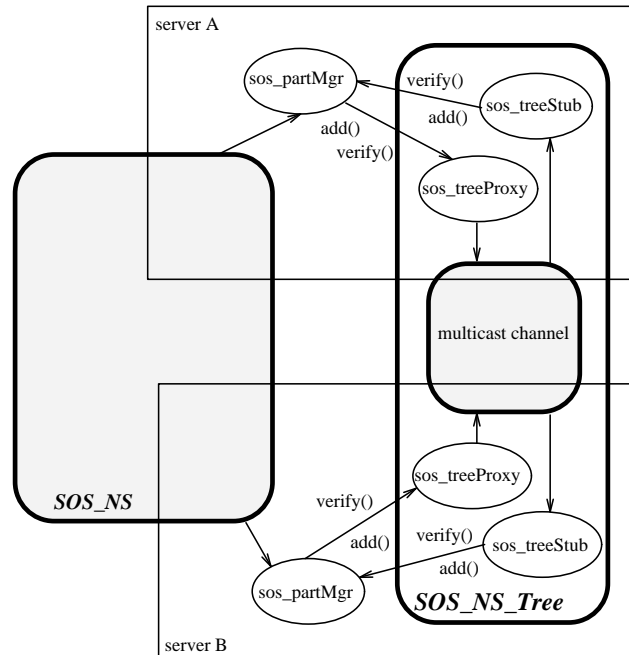 server A
sos_partMgr
verify()
sos_treeStub
add()
add()
verify()
sos_treeProxy
multicast channel
SOS_NS
sos_treeProxy
verify()
verify()
sos_treeStub
add()
add()
sos_partMgr
SOS_NS_Tree
server B